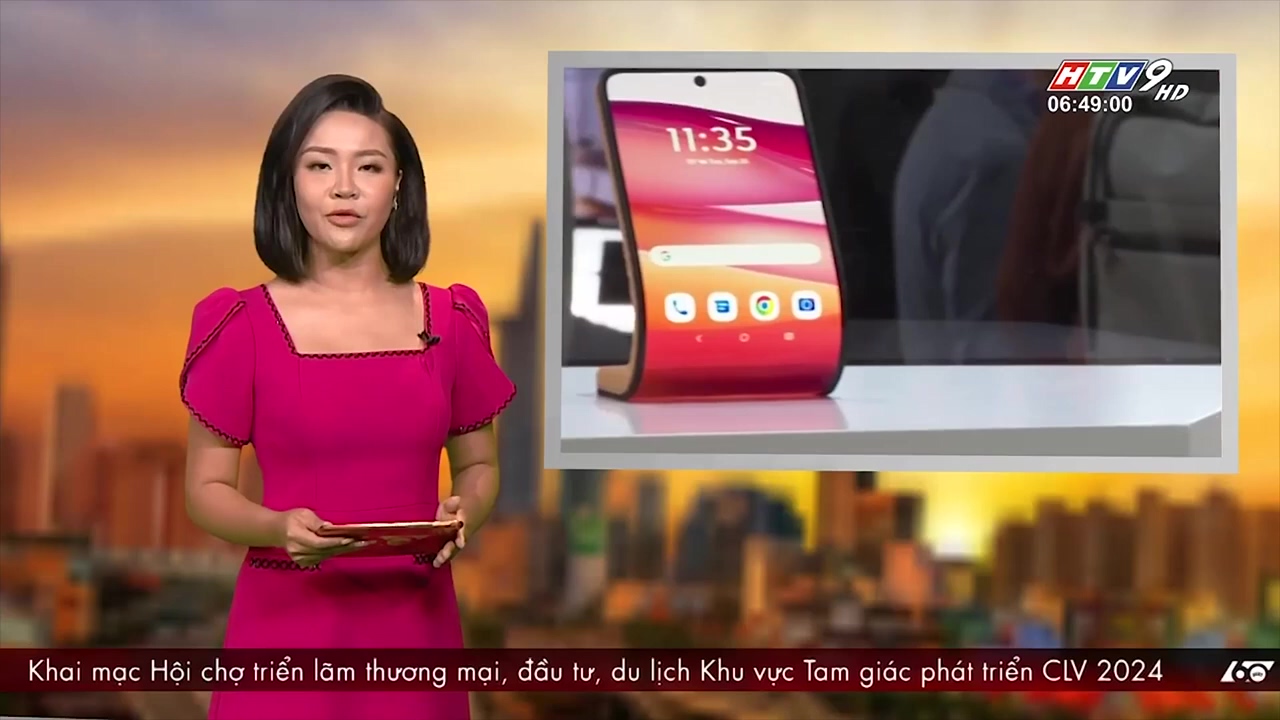 HTV9 HD
06:49:00
11:35
G
Khai mạc Hội chợ triển lãm thương mại, đầu tư, du lịch Khu vực Tam giác phát triển CLV 2024
60